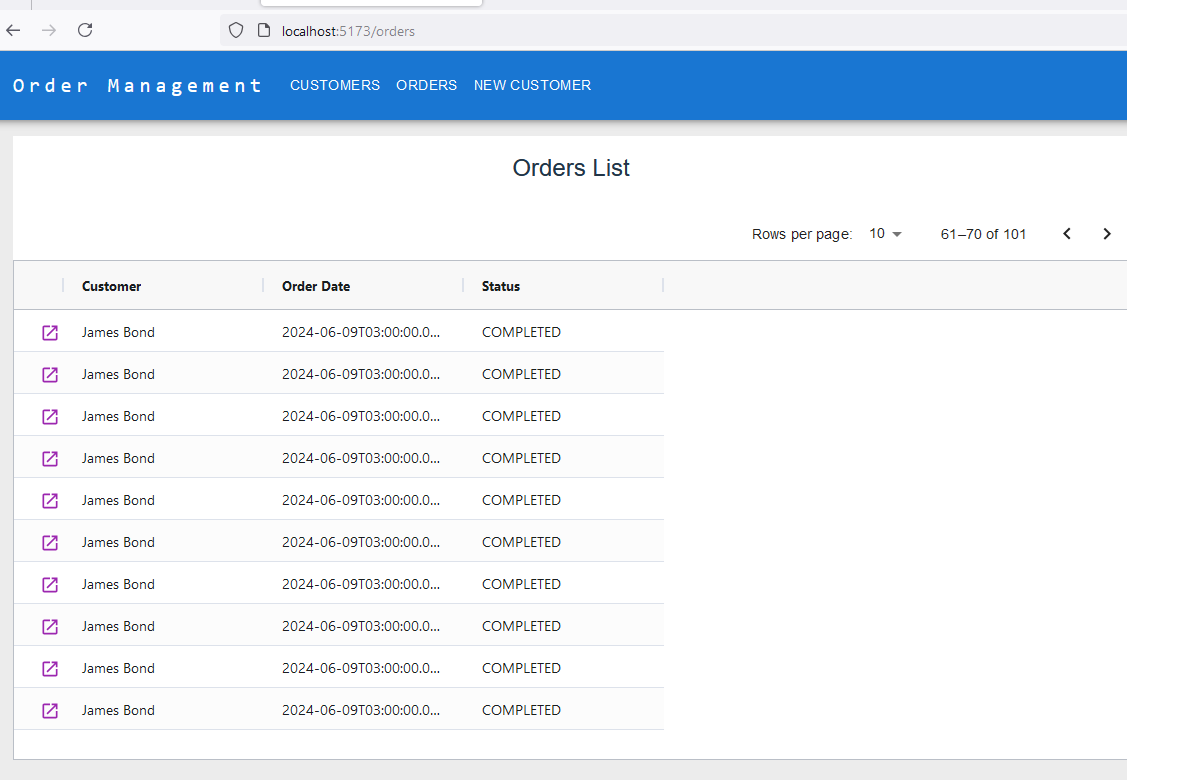 localhost:5173/orders
Order Management CUSTOMERS ORDERS NEW CUSTOMER
Orders List
Rows per page: 10 61–70 of 101
Customer Order Date Status
James Bond 2024-06-09T03:00:00.0... COMPLETED
James Bond 2024-06-09T03:00:00.0... COMPLETED
James Bond 2024-06-09T03:00:00.0... COMPLETED
James Bond 2024-06-09T03:00:00.0... COMPLETED
James Bond 2024-06-09T03:00:00.0... COMPLETED
James Bond 2024-06-09T03:00:00.0... COMPLETED
James Bond 2024-06-09T03:00:00.0... COMPLETED
James Bond 2024-06-09T03:00:00.0... COMPLETED
James Bond 2024-06-09T03:00:00.0... COMPLETED
James Bond 2024-06-09T03:00:00.0... COMPLETED